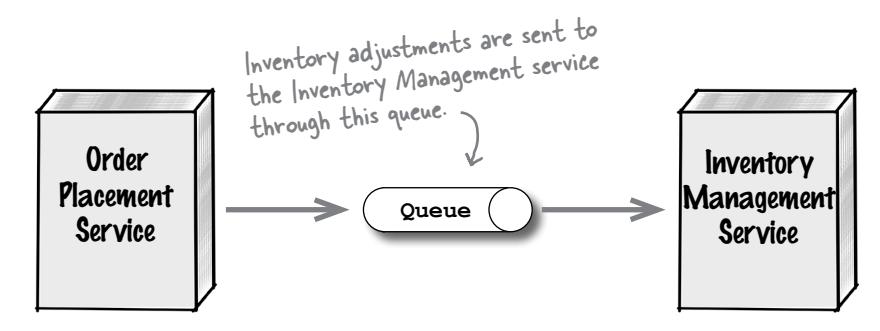 Inventory adjustments are sent to
the Inventory Management service
through this queue.
Order
Placement
Service
Queue
Inventory
Management
Service